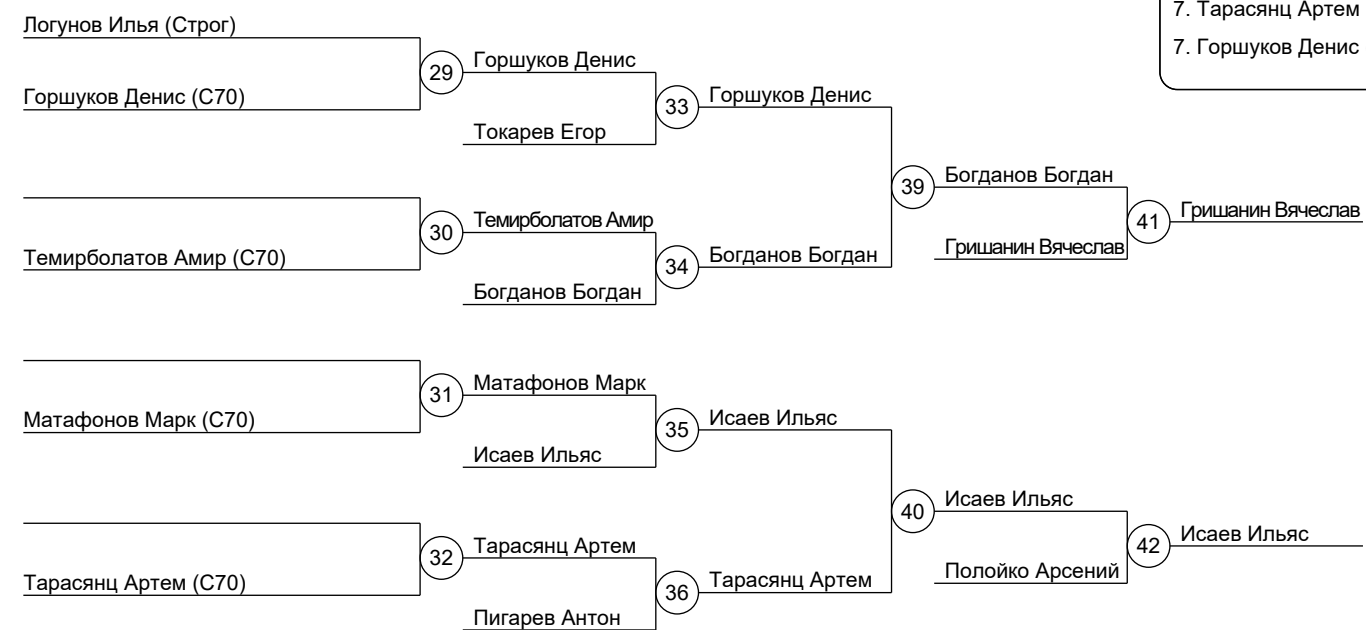 7. Тарасянц Артем
7. Горшуков Денис
Логунов Илья (Строг)
Горшуков Денис (С70)
29
Горшуков Денис
Токарев Егор
33
Горшуков Денис
Темирболатов Амир (С70)
30
Темирболатов Амир
Богданов Богдан
34
Богданов Богдан
39
Богданов Богдан
Гришанин Вячеслав
41
Гришанин Вячеслав
Матафонов Марк (С70)
31
Матафонов Марк
Исаев Ильяс
35
Исаев Ильяс
Тарасянц Артем (С70)
32
Тарасянц Артем
Пигарев Антон
36
Тарасянц Артем
40
Исаев Ильяс
Полойко Арсений
42
Исаев Ильяс